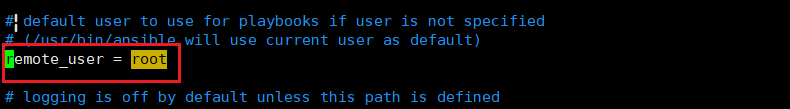 # default user to use for playbooks if user is not specified
# (/usr/bin/ansible will use current user as default)
remote_user = root
# logging is off by default unless this path is defined